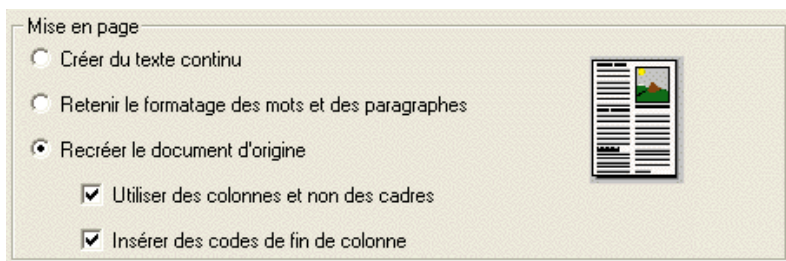 Mise en page
Créer du texte continu
Retenir le formatage des mots et des paragraphes
Recréer le document d'origine
Utiliser des colonnes et non des cadres
Insérer des codes de fin de colonne